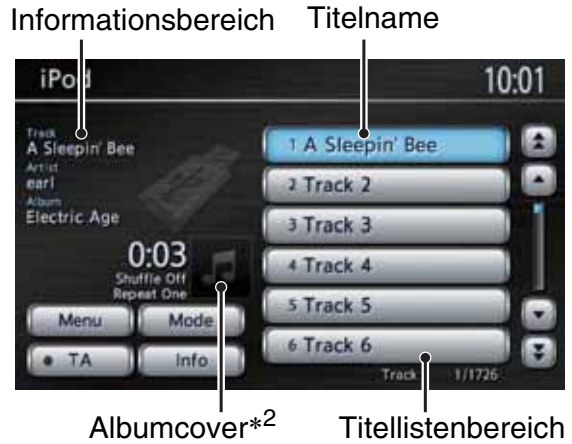 Informationsbereich
Titelname
iPod
10:01
Track
A Sleepin' Bee
Artist
earl
Album
Electric Age
0:03
Shuffle Off
Repeat One
Menu
Mode
TA
Info
1 A Sleepin' Bee
2 Track 2
3 Track 3
4 Track 4
5 Track 5
6 Track 6
Track 1/1726
Albumcover*2
Titellistenbereich